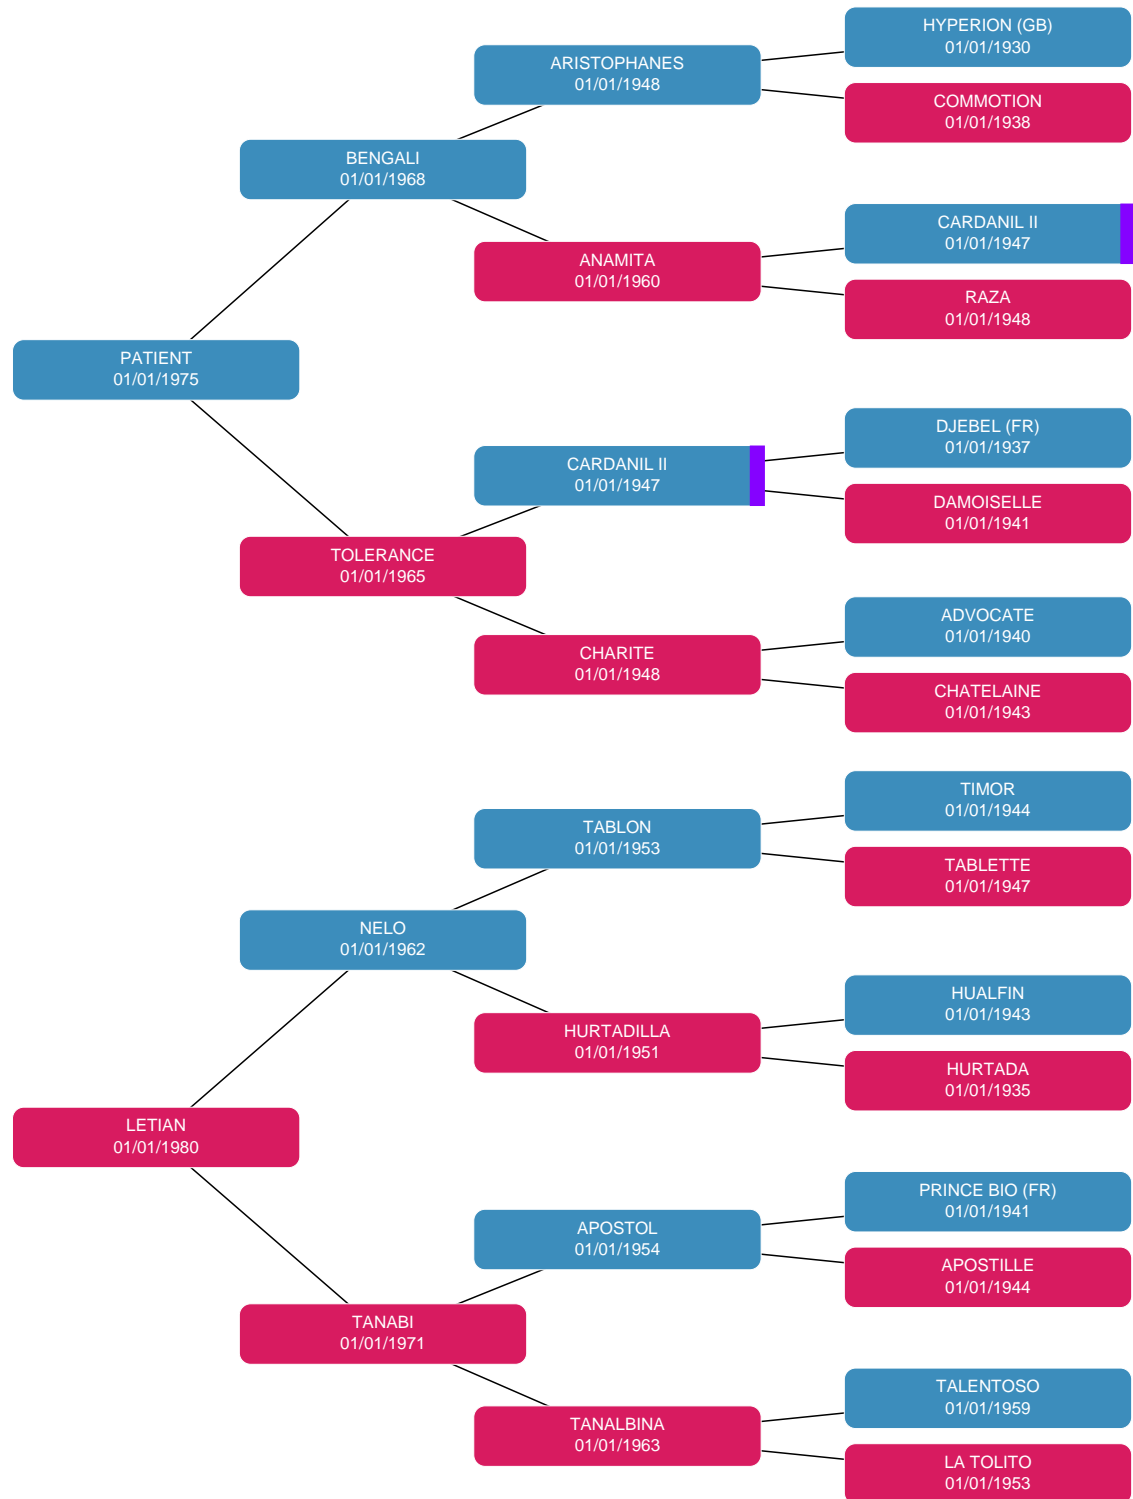 HYPERION (GB)
01/01/1930
ARISTOPHANES
01/01/1948
COMMOTION
01/01/1938
BENGALI
01/01/1968
CARDANIL II
01/01/1947
ANAMITA
01/01/1960
RAZA
01/01/1948
PATIENT
01/01/1975
DJEBEL (FR)
01/01/1937
CARDANIL II
01/01/1947
DAMOISELLE
01/01/1941
TOLERANCE
01/01/1965
ADVOCATE
01/01/1940
CHARITE
01/01/1948
CHATELAINE
01/01/1943
TIMOR
01/01/1944
TABLON
01/01/1953
TABLETTE
01/01/1947
NELO
01/01/1962
HUALFIN
01/01/1943
HURTADILLA
01/01/1951
HURTADA
01/01/1935
LETIAN
01/01/1980
PRINCE BIO (FR)
01/01/1941
APOSTOL
01/01/1954
APOSTILLE
01/01/1944
TANABI
01/01/1971
TALENTOSO
01/01/1959
TANALBINA
01/01/1963
LA TOLITO
01/01/1953